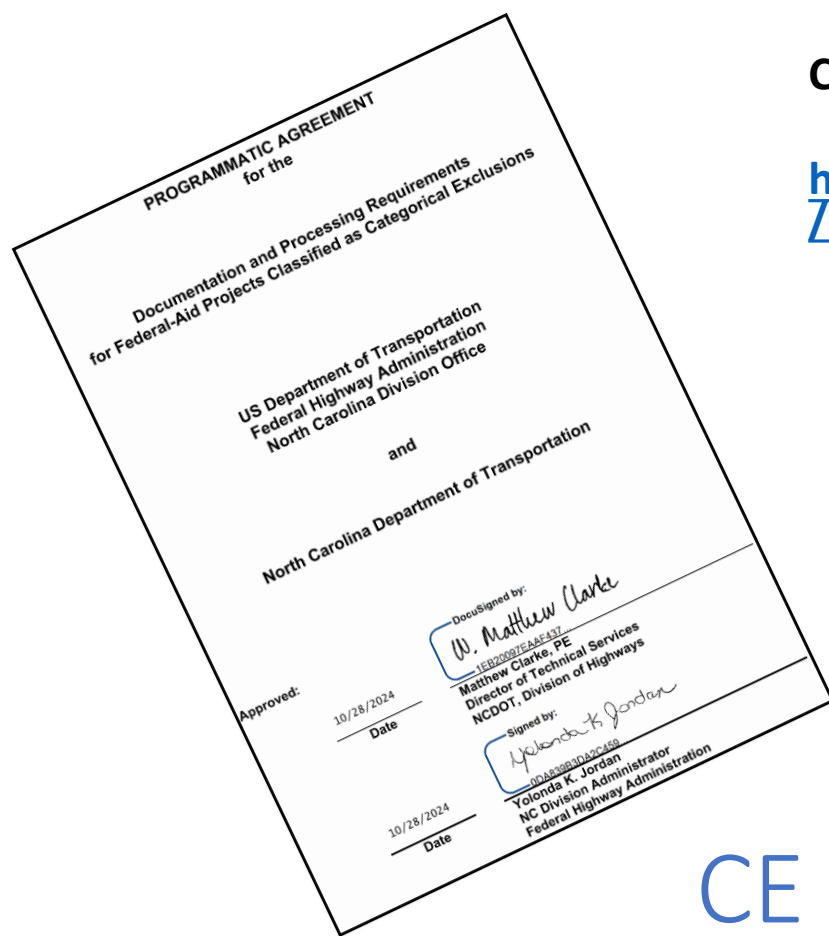 PROGRAMMATIC AGREEMENT
for the
Documentation and Processing Requirements
for Federal-Aid Projects Classified as Categorical Exclusions
US Department of Transportation
Federal Highway Administration
North Carolina Division Office
and
North Carolina Department of Transportation
Approved:
10/28/2024
Date
DocuSigned by:
W. Matthew Clarke
1EB20097EAAF437...
Matthew Clarke, PE
Director of Technical Services
NCDOT, Division of Highways
10/28/2024
Date
Signed by:
Yolonda K. Jordan
0DA839B3DA2C459...
Yolonda K. Jordan
NC Division Administrator
Federal Highway Administration
CE